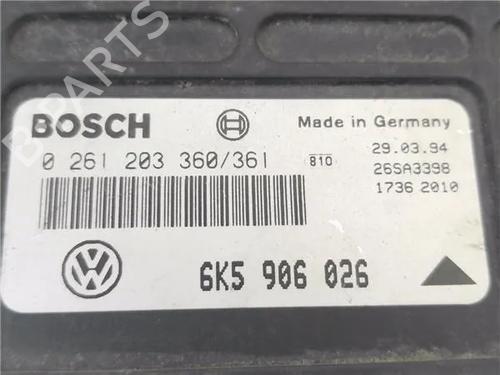 B-PARTS
BOSCH
Made in Germany
0 261 203 360/361
810
29.03.94
26SA3398
1736 2010
6K5 906 026